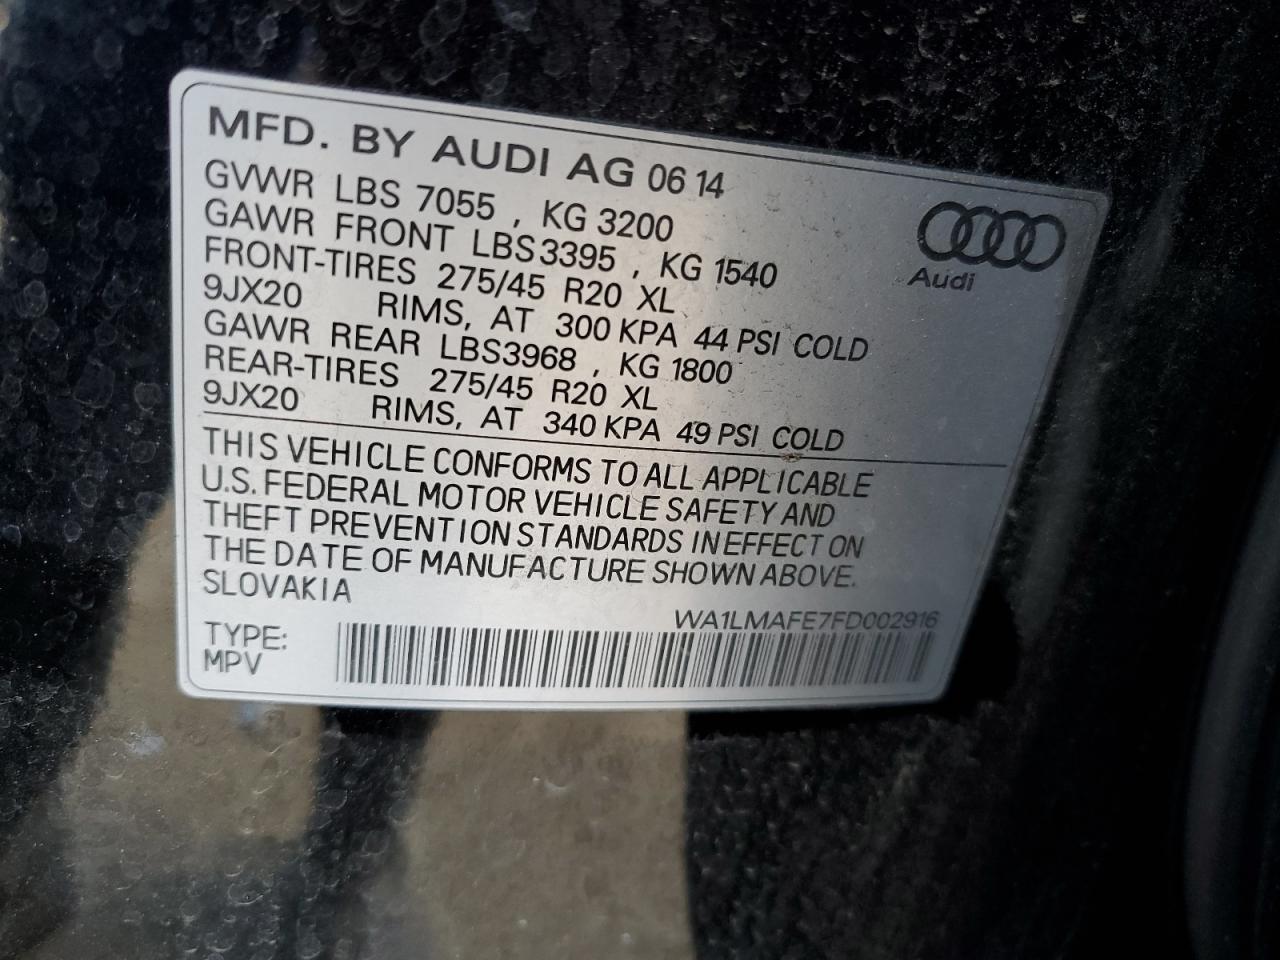 MFD. BY AUDI AG 06 14
GVWR LBS 7055 , KG 3200
GAWR FRONT LBS3395 , KG 1540
FRONT-TIRES 275/45 R20 XL
9JX20 RIMS, AT 300 KPA 44 PSI COLD
GAWR REAR LBS3968 , KG 1800
REAR-TIRES 275/45 R20 XL
9JX20 RIMS, AT 340 KPA 49 PSI COLD
Audi
THIS VEHICLE CONFORMS TO ALL APPLICABLE
U.S. FEDERAL MOTOR VEHICLE SAFETY AND
THEFT PREVENTION STANDARDS IN EFFECT ON
THE DATE OF MANUFACTURE SHOWN ABOVE.
SLOVAKIA
WA1LMAFE7FD002916
TYPE:
MPV